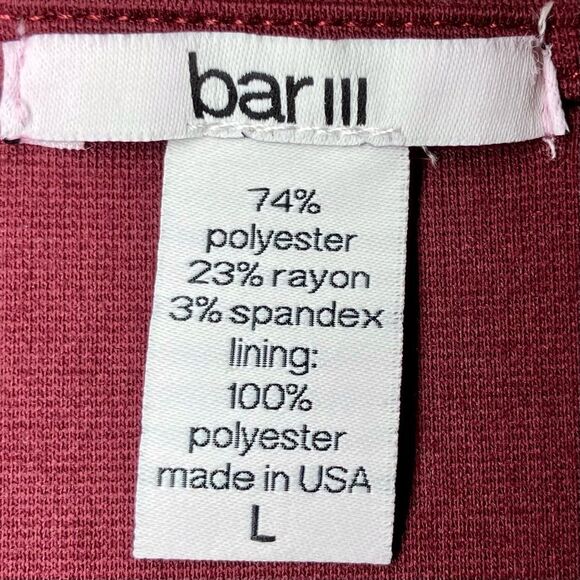 bar III
74%
polyester
23% rayon
3% spandex
lining:
100%
polyester
made in USA
L